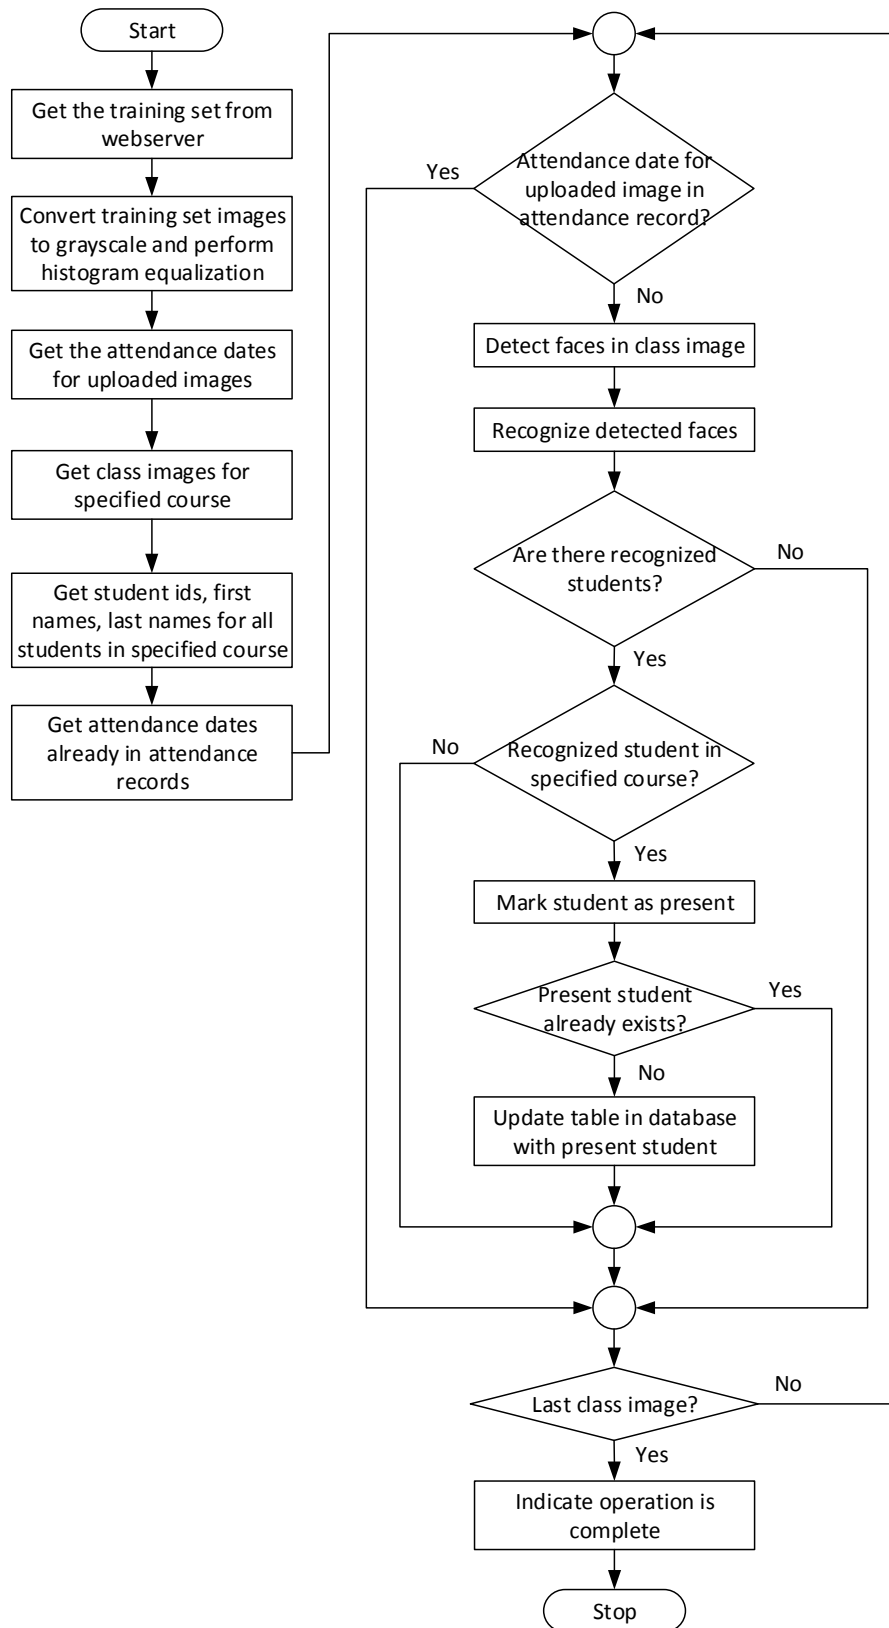 Start
Get the training set from
webserver
Convert training set images
to grayscale and perform
histogram equalization
Get the attendance dates
for uploaded images
Get class images for
specified course
Get student ids, first
names, last names for all
students in specified course
Get attendance dates
already in attendance
records
Attendance date for
uploaded image in
attendance record?
Yes
No
Detect faces in class image
Recognize detected faces
Are there recognized
students?
No
Yes
Recognized student in
specified course?
No
Yes
Mark student as present
Present student
already exists?
Yes
No
Update table in database
with present student
Last class image?
No
Yes
Indicate operation is
complete
Stop